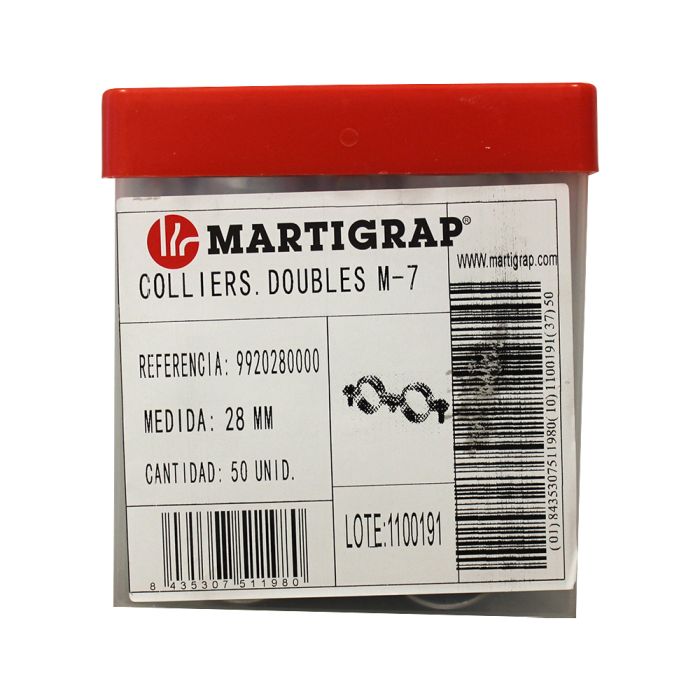 MARTIGRAP®
COLLIERS. DOUBLES M-7
www.martigrap.com
REFERENCIA: 9920280000
MEDIDA: 28 MM
CANTIDAD: 50 UNID.
LOTE:1100191
8 435307 511980
(01)8435307511980(10)1100191(37)50